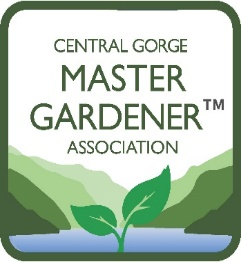 CENTRAL GORGE
MASTER
GARDENER™
ASSOCIATION